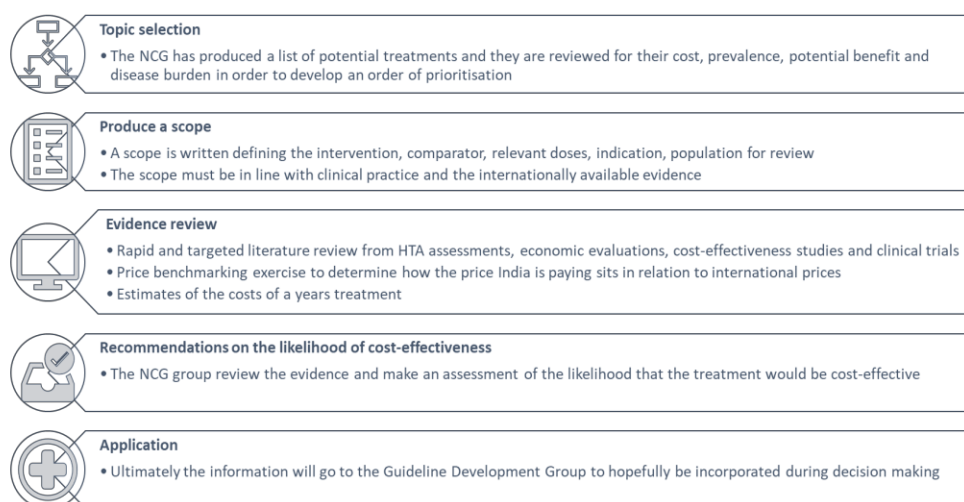 Topic selection
• The NCG has produced a list of potential treatments and they are reviewed for their cost, prevalence, potential benefit and
disease burden in order to develop an order of prioritisation
Produce a scope
• A scope is written defining the intervention, comparator, relevant doses, indication, population for review
• The scope must be in line with clinical practice and the internationally available evidence
Evidence review
• Rapid and targeted literature review from HTA assessments, economic evaluations, cost-effectiveness studies and clinical trials
• Price benchmarking exercise to determine how the price India is paying sits in relation to international prices
• Estimates of the costs of a years treatment
Recommendations on the likelihood of cost-effectiveness
• The NCG group review the evidence and make an assessment of the likelihood that the treatment would be cost-effective
Application
• Ultimately the information will go to the Guideline Development Group to hopefully be incorporated during decision making